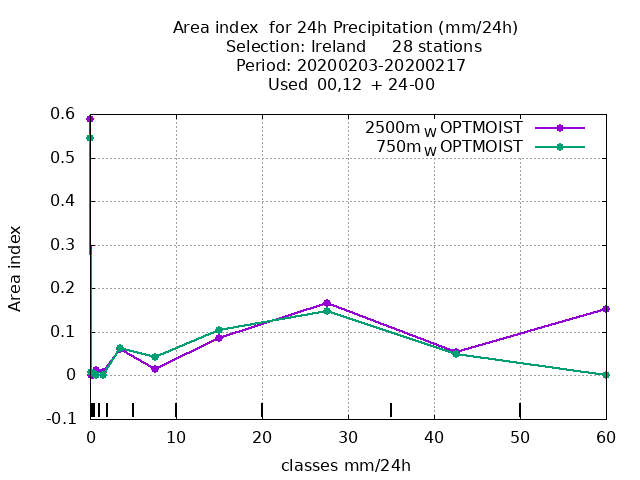 Area index for 24h Precipitation (mm/24h)
Selection: Ireland 28 stations
Period: 20200203-20200217
Used 00,12 + 24-00
2500m W OPTMOIST
750m W OPTMOIST
0.6
0.5
0.4
0.3
0.2
0.1
0
-0.1
Area index
0 10 20 30 40 50 60
classes mm/24h